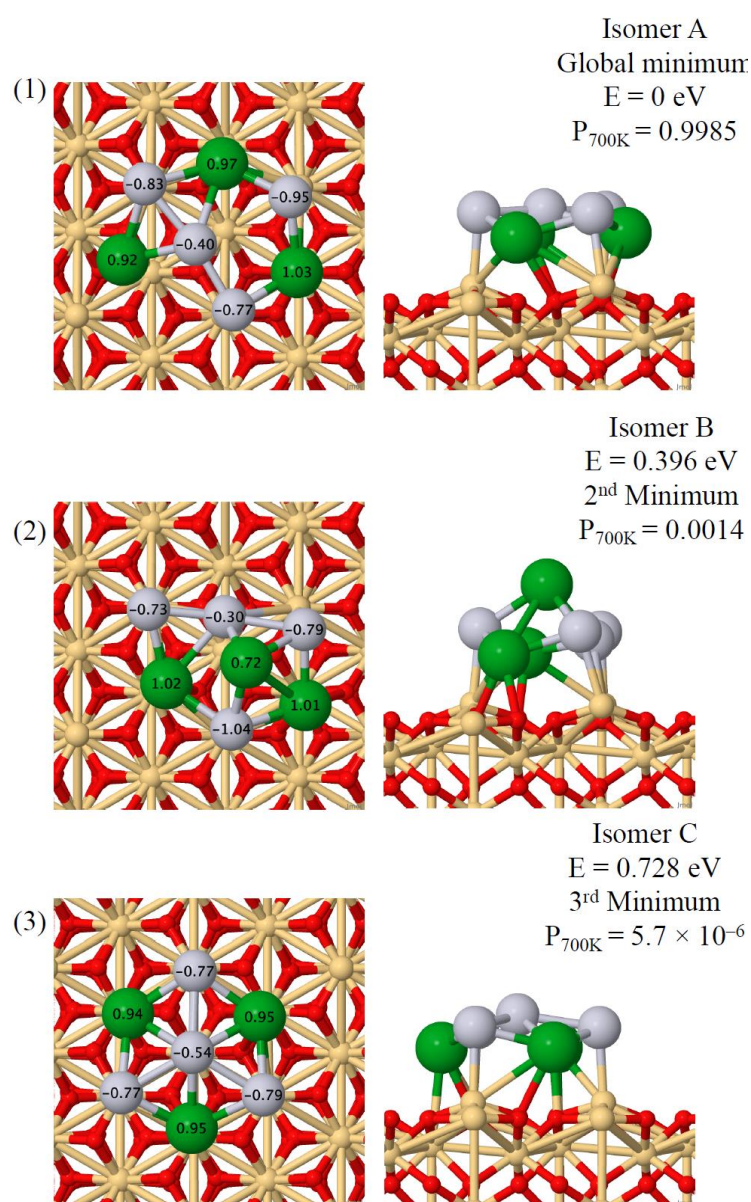 Isomer A
Global minimum
E = 0 eV
P700K = 0.9985
(1)
0.97
−0.83
−0.95
−0.40
0.92
1.03
−0.77
Isomer B
E = 0.396 eV
2nd Minimum
P700K = 0.0014
(2)
−0.73
−0.30
−0.79
0.72
1.02
1.01
−1.04
Isomer C
E = 0.728 eV
3rd Minimum
P700K = 5.7 × 10–6
(3)
−0.77
0.94
0.95
−0.54
−0.77
−0.79
0.95